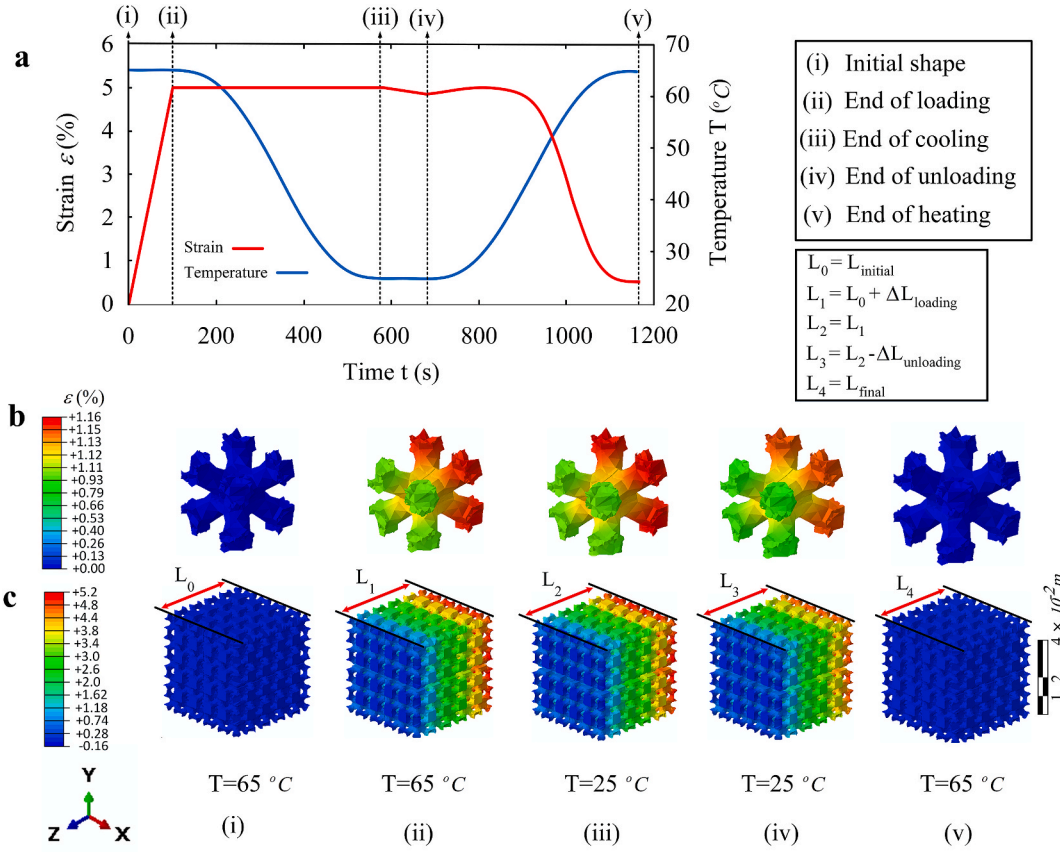 (i) (ii) (iii) (iv) (v)
a
6
5
4
3
2
1
0
Strain ε (%)
70
60
50
40
30
20
Temperature T (°C)
Strain
Temperature
0 200 400 600 800 1000 1200
Time t (s)
(i) Initial shape
(ii) End of loading
(iii) End of cooling
(iv) End of unloading
(v) End of heating
L0 = Linitial
L1 = L0 + ΔLloading
L2 = L1
L3 = L2 -ΔLunloading
L4 = Lfinal
b
ε (%)
+1.16
+1.15
+1.13
+1.12
+1.11
+0.93
+0.79
+0.66
+0.53
+0.40
+0.26
+0.13
+0.00
c
+5.2
+4.8
+4.4
+3.8
+3.4
+3.0
+2.6
+2.0
+1.62
+1.18
+0.74
+0.28
-0.16
L0 L1 L2 L3 L4
1 2 4 × 10-2 m
Y
Z X
T=65 °C T=65 °C T=25 °C T=25 °C T=65 °C
(i) (ii) (iii) (iv) (v)